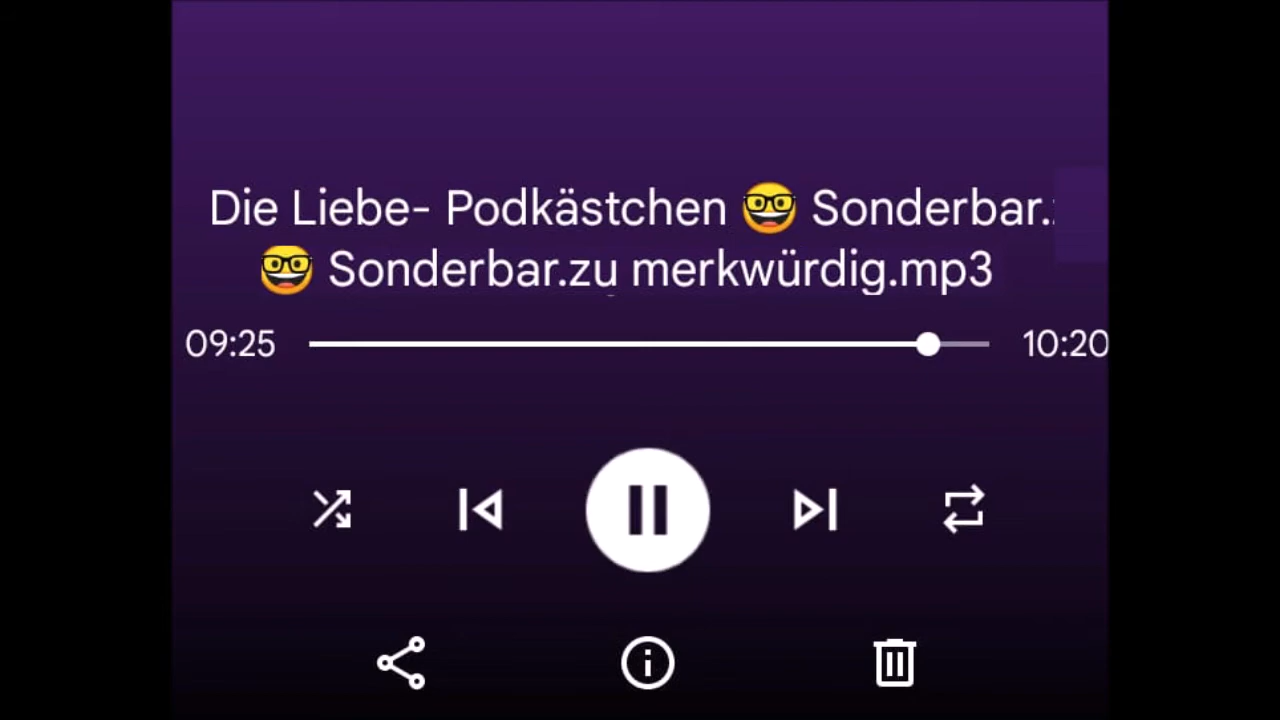 Die Liebe- Podkästchen 🤓 Sonderbar.
🤓 Sonderbar.zu merkwürdig.mp3
09:25
10:20